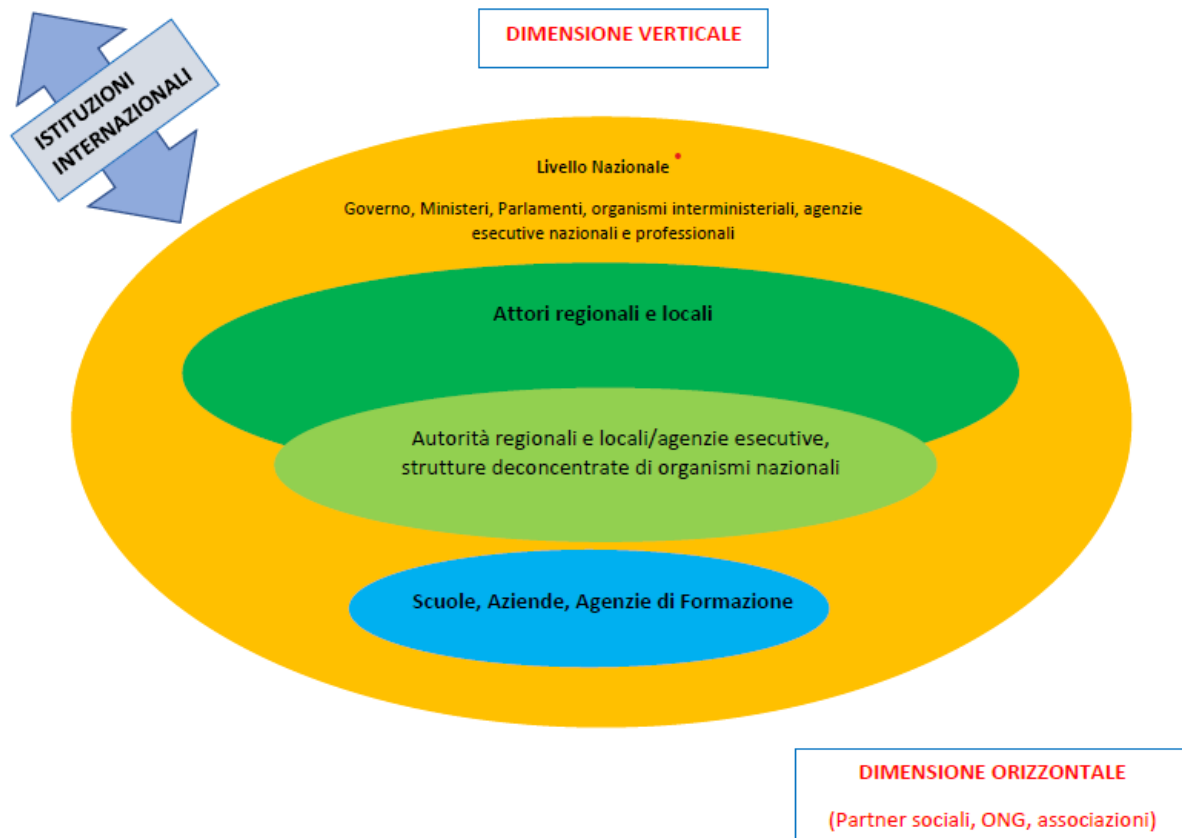 DIMENSIONE VERTICALE
ISTITUZIONI
INTERNAZIONALI
Livello Nazionale
Governo, Ministeri, Parlamenti, organismi interministeriali, agenzie
esecutive nazionali e professionali
Attori regionali e locali
Autorità regionali e locali/agenzie esecutive,
strutture deconcentrate di organismi nazionali
Scuole, Aziende, Agenzie di Formazione
DIMENSIONE ORIZZONTALE
(Partner sociali, ONG, associazioni)